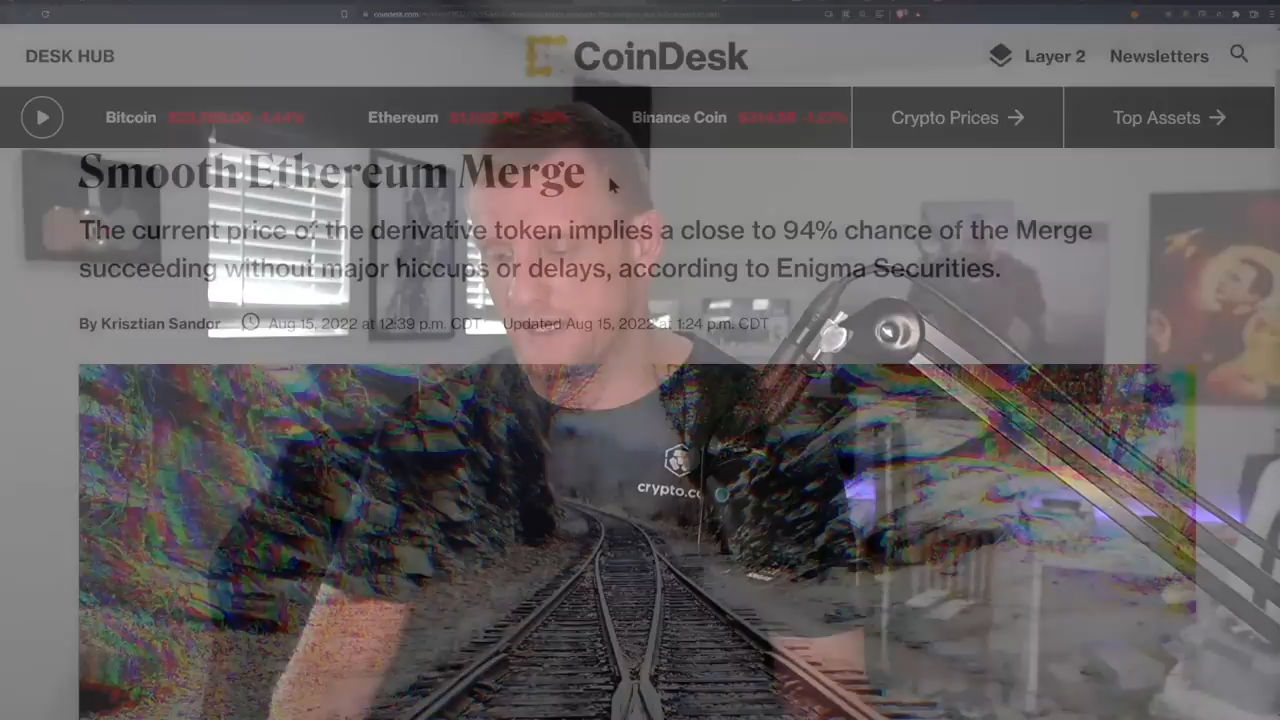 coindesk.com
DESK HUB
CoinDesk
Layer 2
Newsletters
Bitcoin
Ethereum
Binance Coin
Crypto Prices →
Top Assets →
Smooth Ethereum Merge
The current price of the derivative token implies a close to 94% chance of the Merge
succeeding without major hiccups or delays, according to Enigma Securities.
By Krisztian Sandor
Aug 15, 2022 at 12:39 p.m. CDT
Updated Aug 15, 2022 at 1:24 p.m. CDT